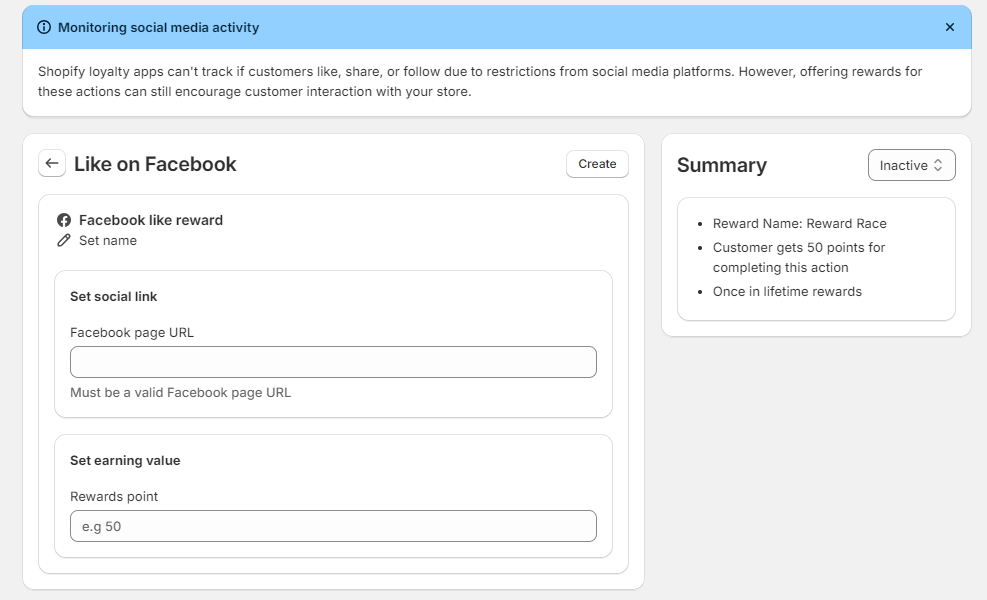 Monitoring social media activity
Shopify loyalty apps can't track if customers like, share, or follow due to restrictions from social media platforms. However, offering rewards for
these actions can still encourage customer interaction with your store.
Like on Facebook
Create
Facebook like reward
Set name
Set social link
Facebook page URL
Must be a valid Facebook page URL
Set earning value
Rewards point
e.g 50
Summary
Inactive
Reward Name: Reward Race
Customer gets 50 points for
completing this action
Once in lifetime rewards